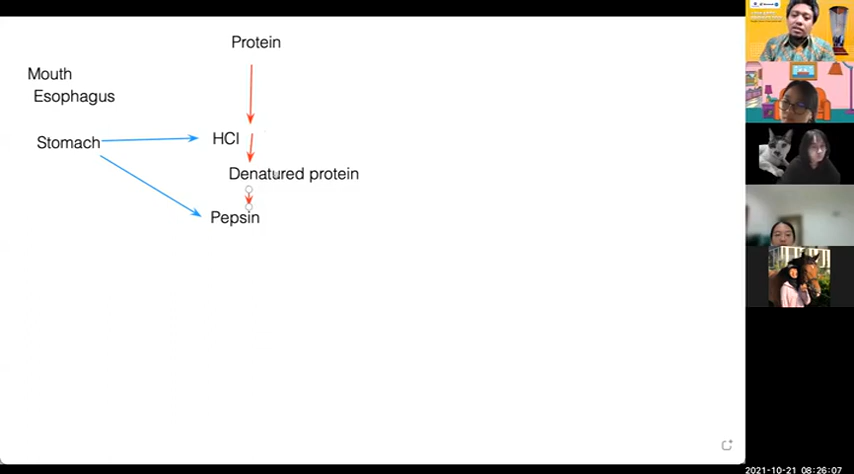 Protein
Mouth
Esophagus
Stomach
HCl
Denatured protein
Pepsin
2021-10-21 08:26:07